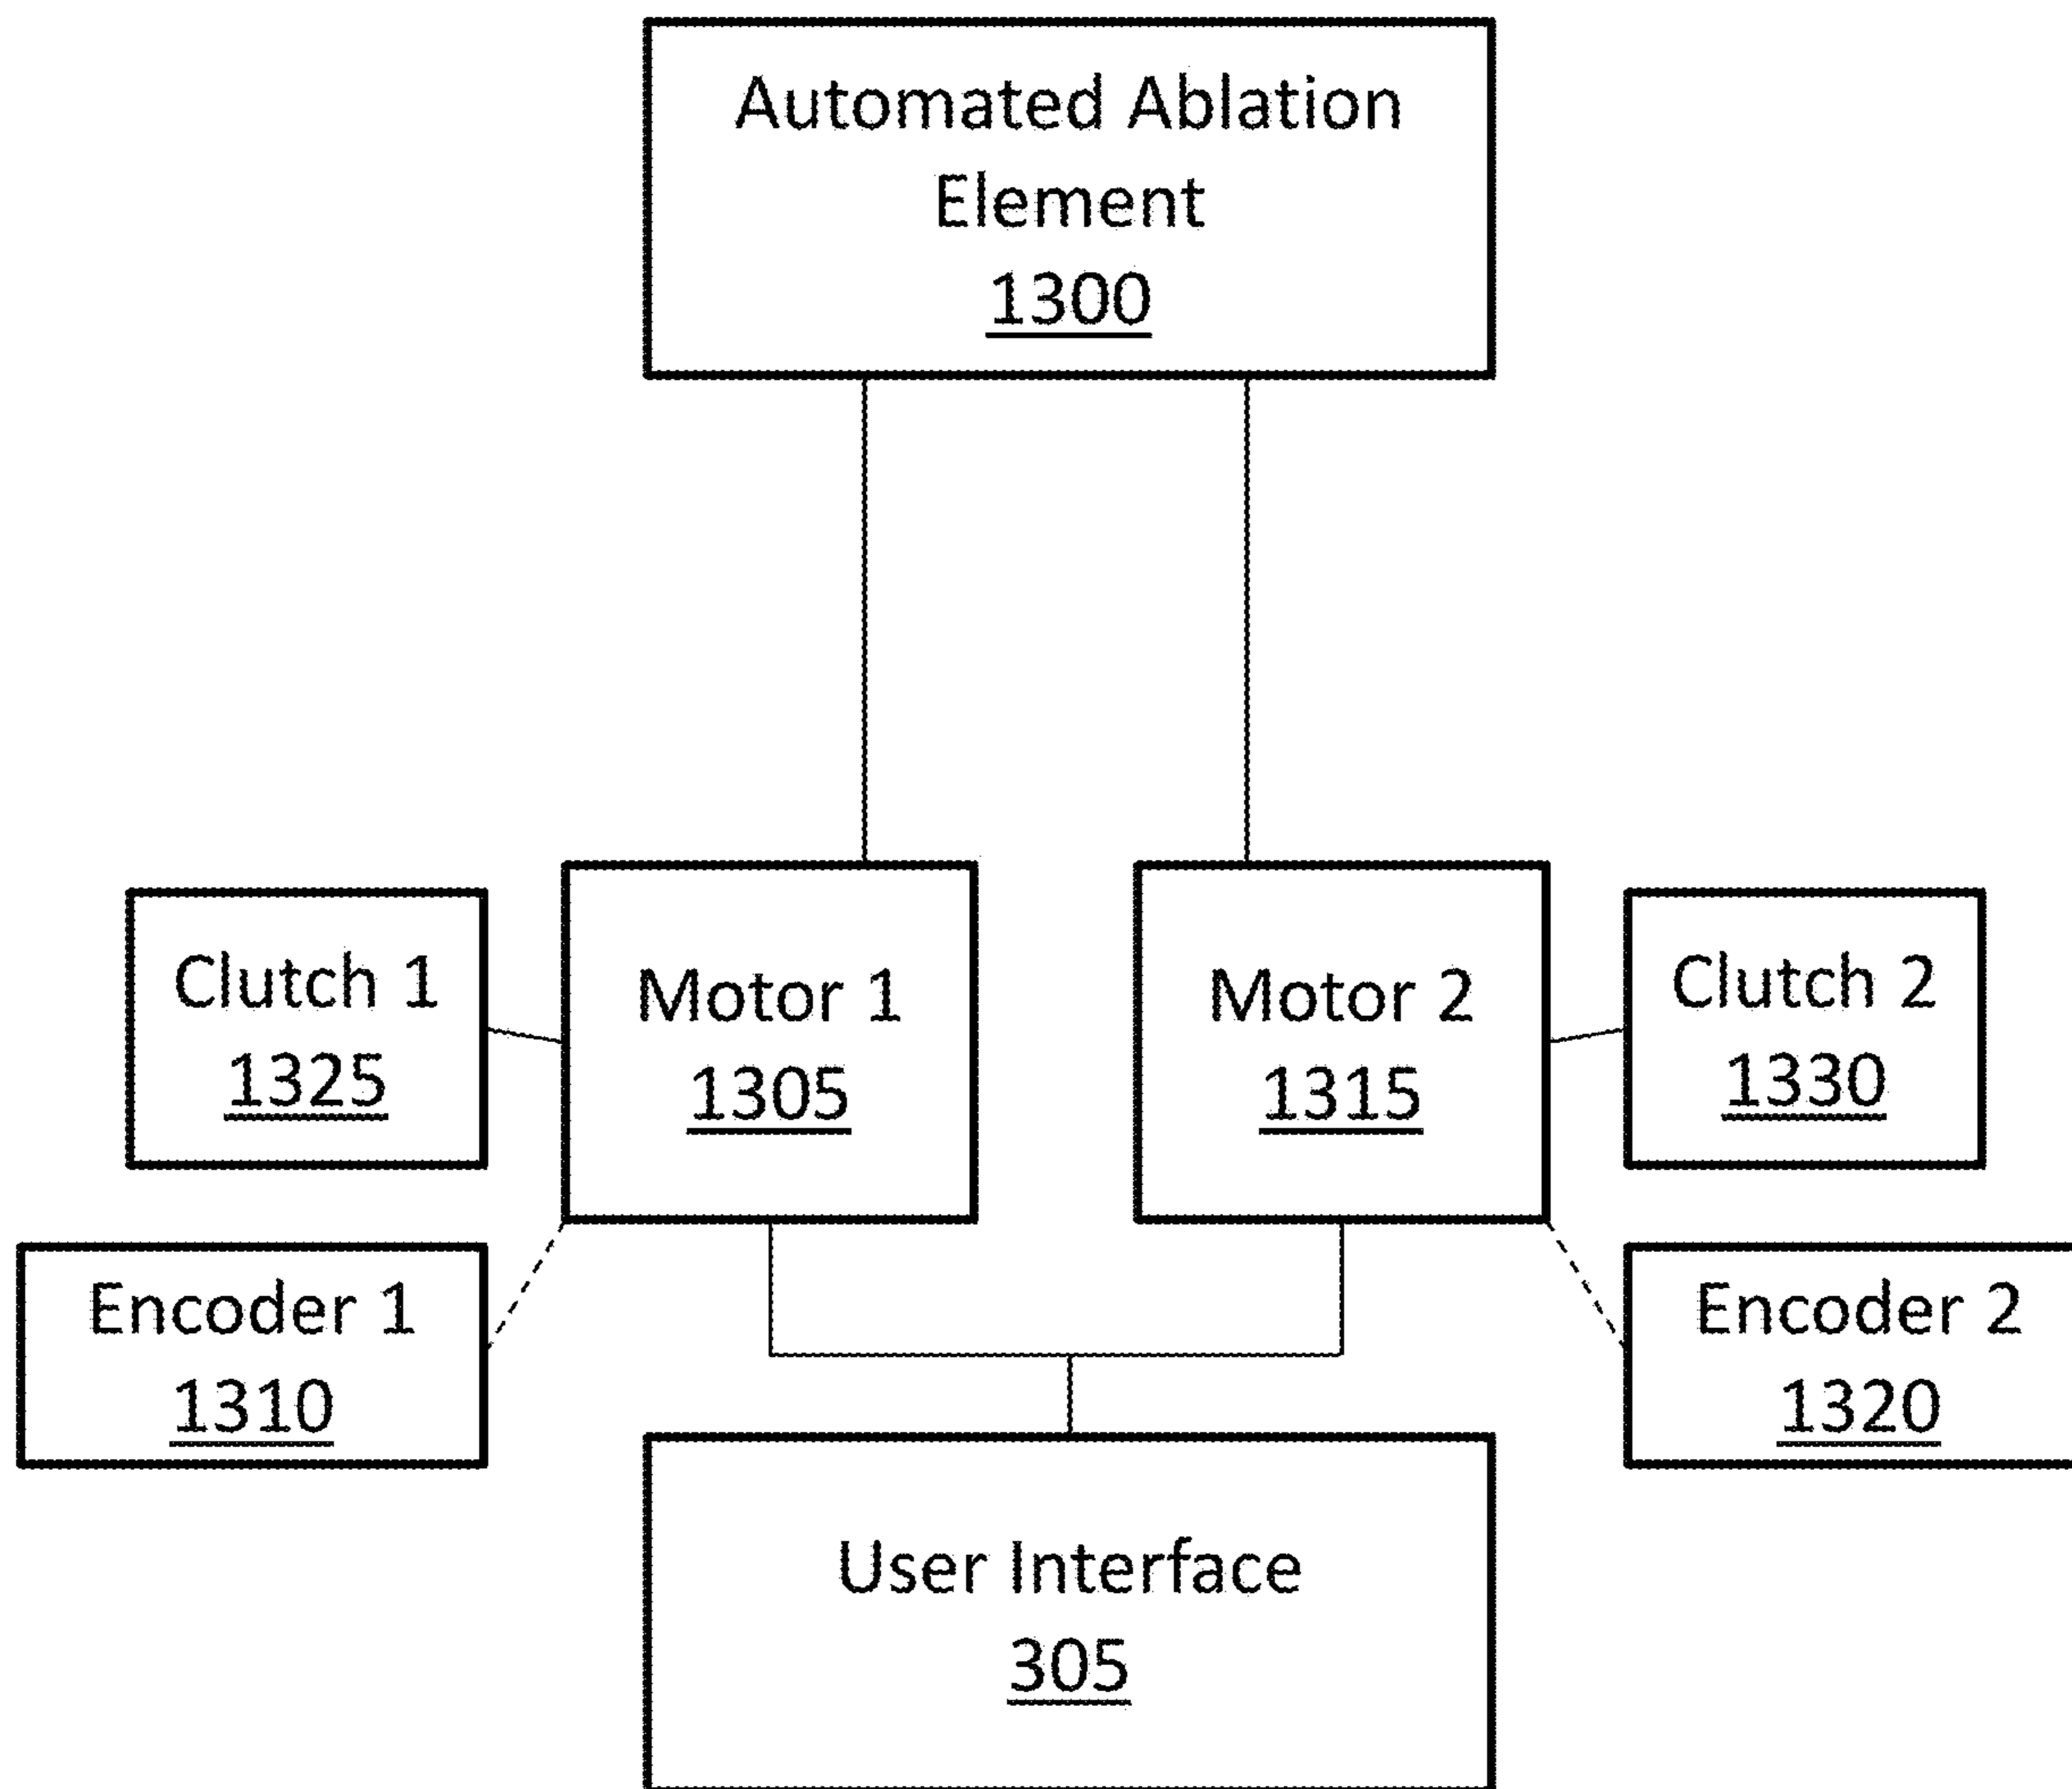 Automated Ablation
Element
1300
Clutch 1
1325
Motor 1
1305
Motor 2
1315
Clutch 2
1330
Encoder 1
1310
Encoder 2
1320
User Interface
305